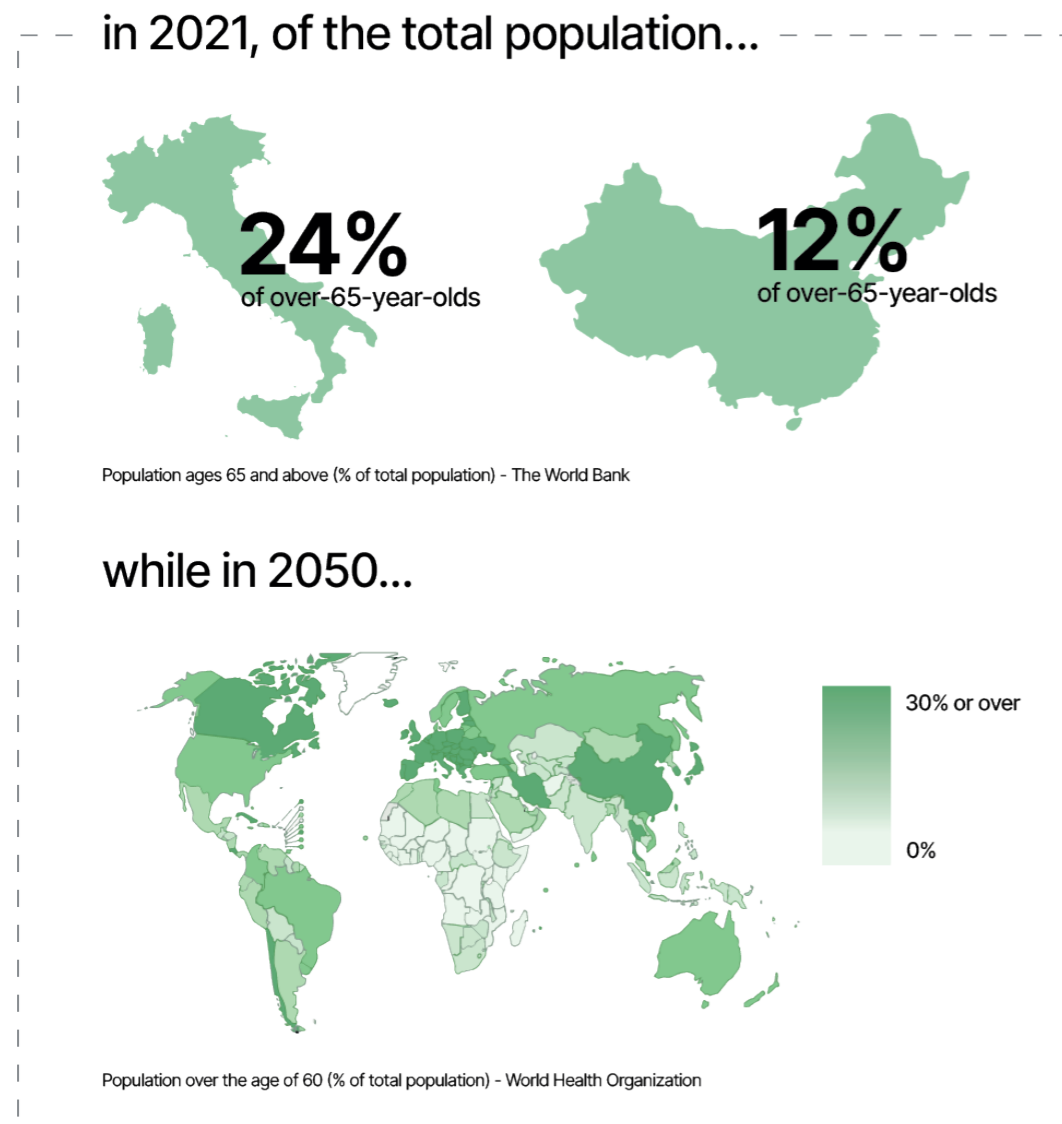 in 2021, of the total population...
24%
of over-65-year-olds
12%
of over-65-year-olds
Population ages 65 and above (% of total population) - The World Bank
while in 2050...
30% or over
0%
Population over the age of 60 (% of total population) - World Health Organization